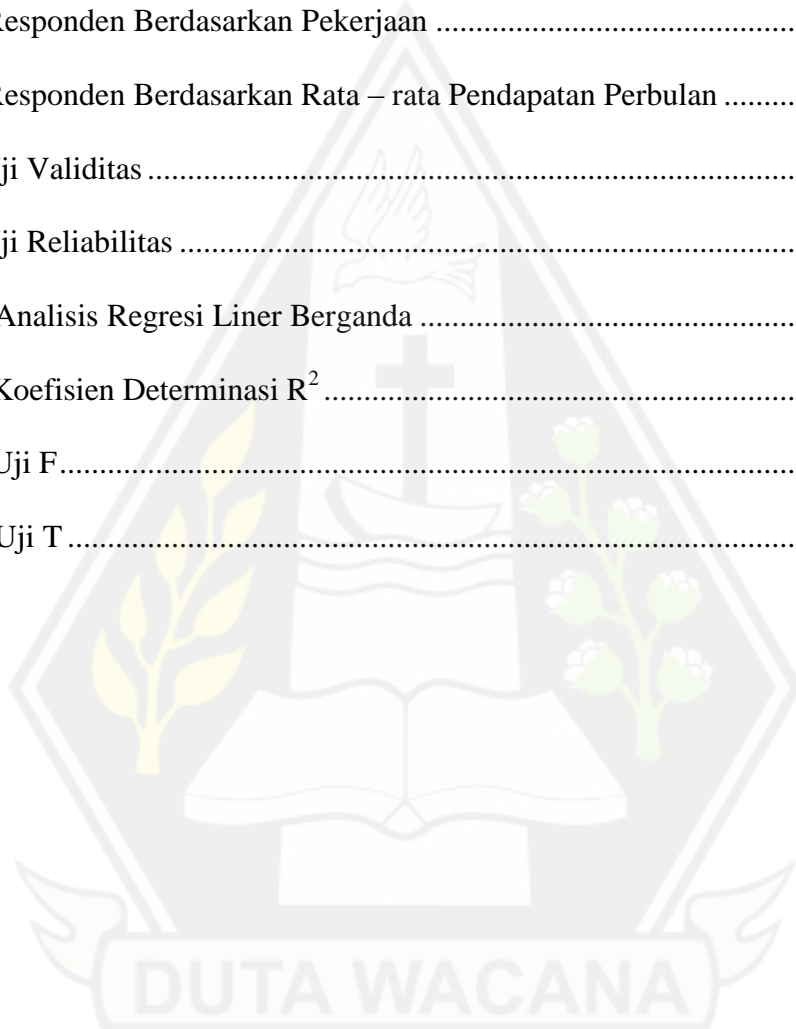 Responden Berdasarkan Pekerjaan ......................................
Responden Berdasarkan Rata – rata Pendapatan Perbulan .........
ji Validitas ..................................................................................
ji Reliabilitas ..............................................................................
Analisis Regresi Liner Berganda ................................................
Koefisien Determinasi R² ............................................................
Uji F.............................................................................................
Uji T ............................................................................................
DUTA WACANA